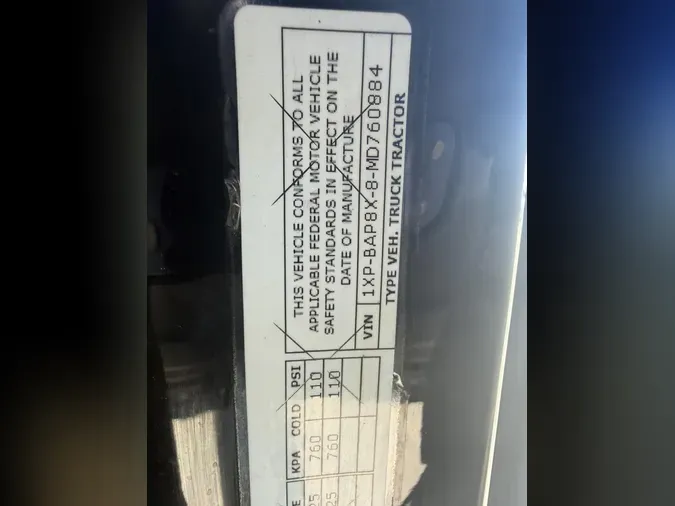 THIS VEHICLE CONFORMS TO ALL
APPLICABLE FEDERAL MOTOR VEHICLE
SAFETY STANDARDS IN EFFECT ON THE
DATE OF MANUFACTURE
VIN 1XP-BAP8X-8-MD760884
TYPE VEH. TRUCK TRACTOR
KPA COLD PSI
760 110
760 110